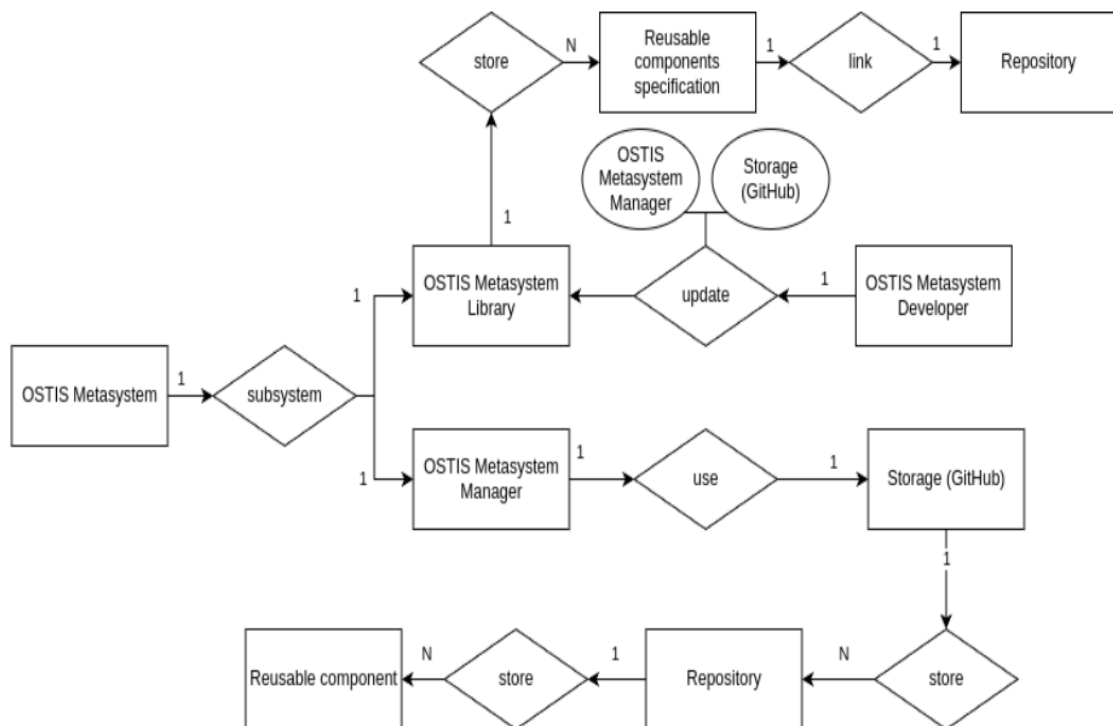 store
N
Reusable
components
specification
1
link
1
Repository
OSTIS
Metasystem
Manager
Storage
(GitHub)
1
OSTIS Metasystem
Library
update
1
OSTIS Metasystem
Developer
1
OSTIS Metasystem
1
subsystem
1
OSTIS Metasystem
Manager
1
use
1
Storage (GitHub)
1
Reusable component
N
store
1
Repository
N
store